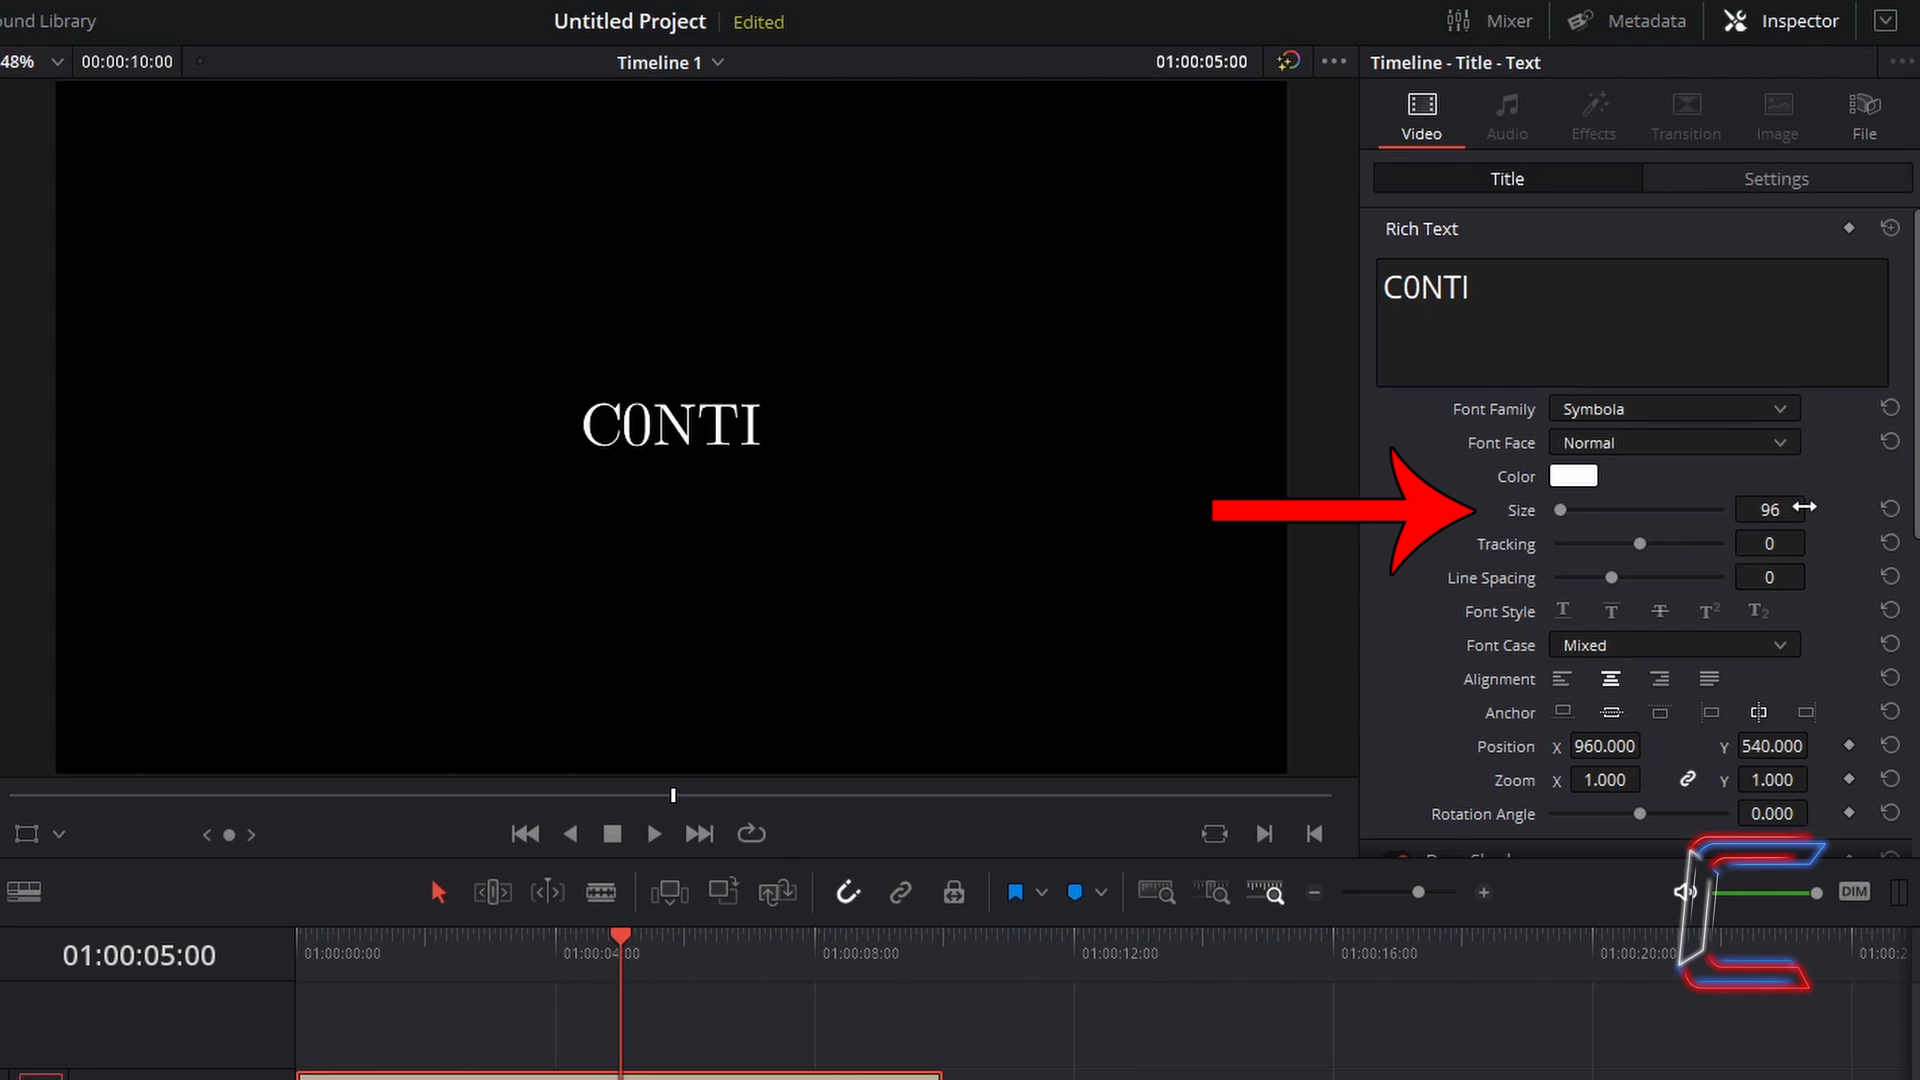 ound Library
Untitled Project Edited
Mixer Metadata Inspector
48% 00:00:10:00 Timeline 1 01:00:05:00 Timeline - Title - Text
Video Audio Effects Transition Image File
Title Settings
Rich Text
C0NTI
C0NTI
Font Family Symbola
Font Face Normal
Color
Size 96
Tracking 0
Line Spacing 0
Font Style T T T T2 T2
Font Case Mixed
Alignment
Anchor
Position X 960.000 Y 540.000
Zoom X 1.000 Y 1.000
Rotation Angle 0.000
DIM
01:00:05:00 01:00:00:00 01:00:04:00 01:00:08:00 01:00:12:00 01:00:16:00 01:00:20:00 01:00:2